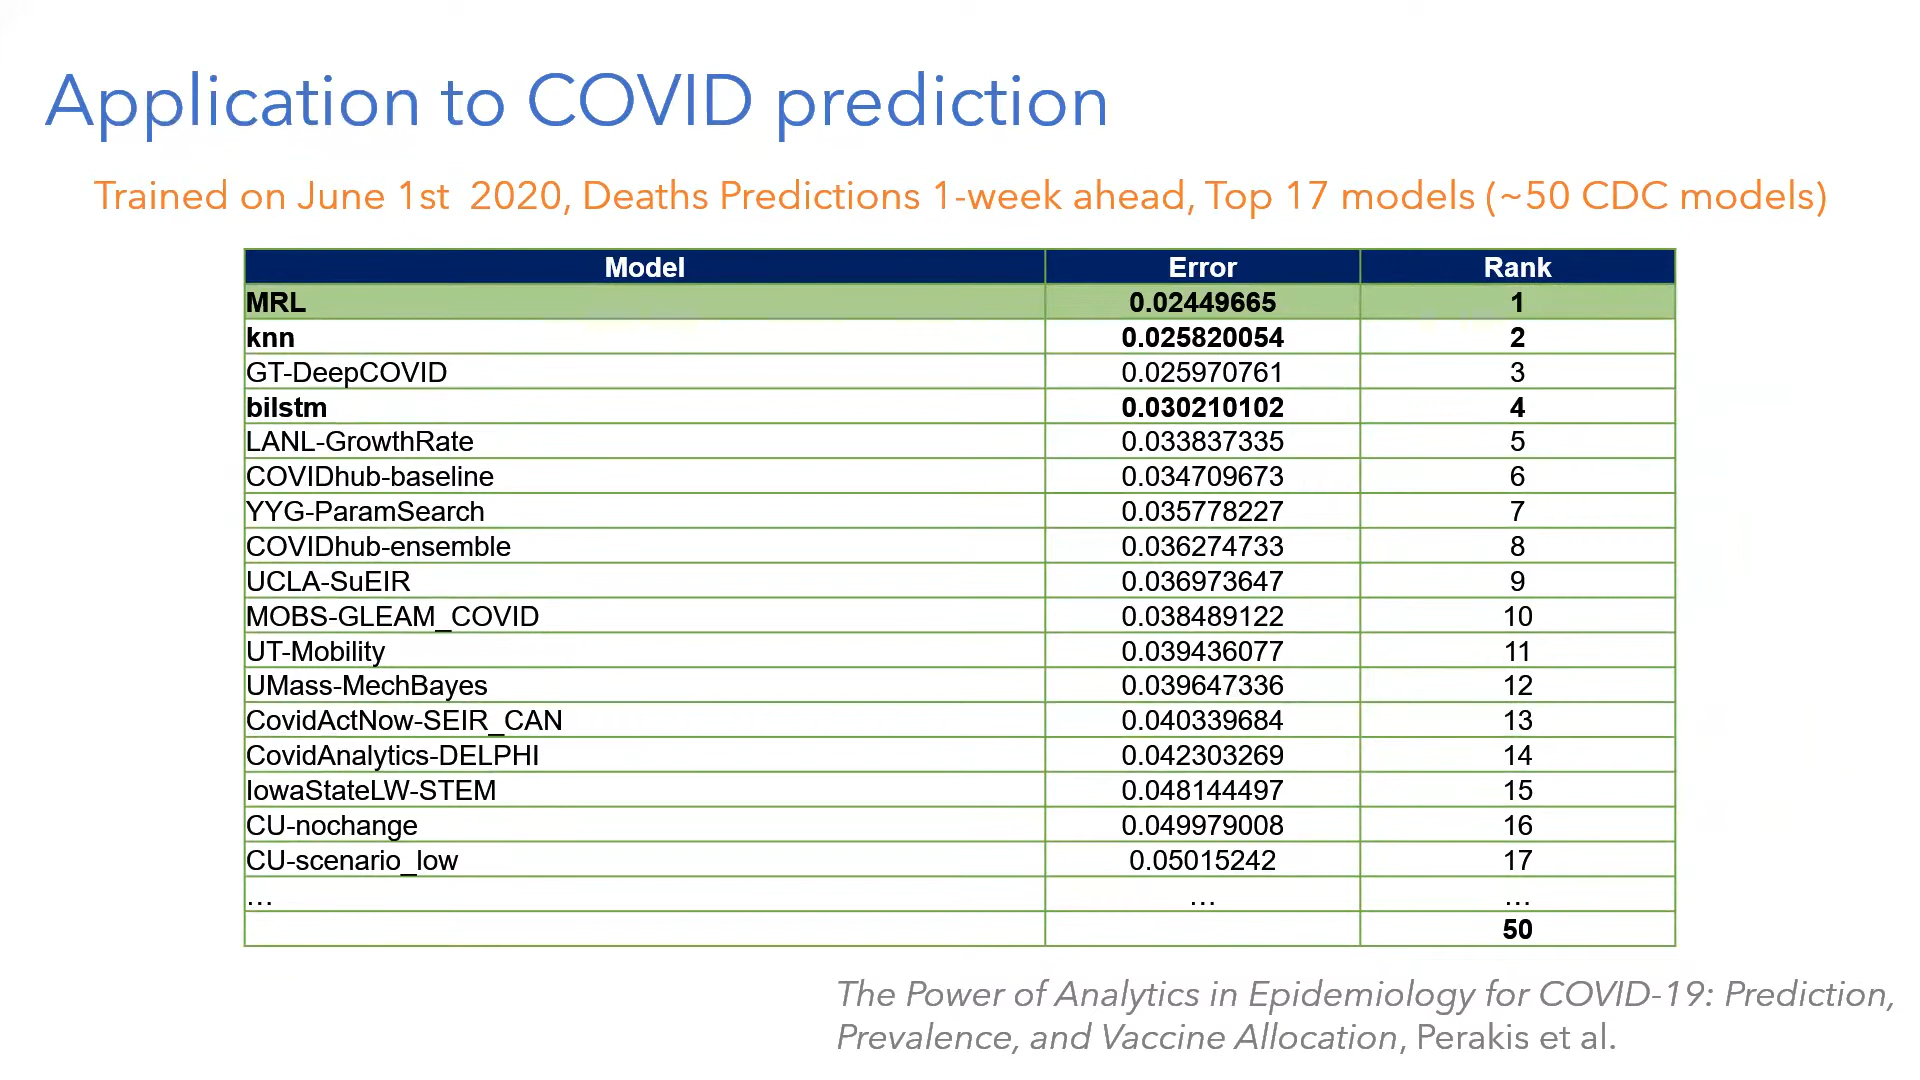 Application to COVID prediction
Trained on June 1st 2020, Deaths Predictions 1-week ahead, Top 17 models (~50 CDC models)
Model Error Rank
MRL 0.02449665 1
knn 0.025820054 2
GT-DeepCOVID 0.025970761 3
bilstm 0.030210102 4
LANL-GrowthRate 0.033837335 5
COVIDhub-baseline 0.034709673 6
YYG-ParamSearch 0.035778227 7
COVIDhub-ensemble 0.036274733 8
UCLA-SuEIR 0.036973647 9
MOBS-GLEAM_COVID 0.038489122 10
UT-Mobility 0.039436077 11
UMass-MechBayes 0.039647336 12
CovidActNow-SEIR_CAN 0.040339684 13
CovidAnalytics-DELPHI 0.042303269 14
IowaStateLW-STEM 0.048144497 15
CU-nochange 0.049979008 16
CU-scenario_low 0.05015242 17
… … …
50
The Power of Analytics in Epidemiology for COVID-19: Prediction,
Prevalence, and Vaccine Allocation, Perakis et al.